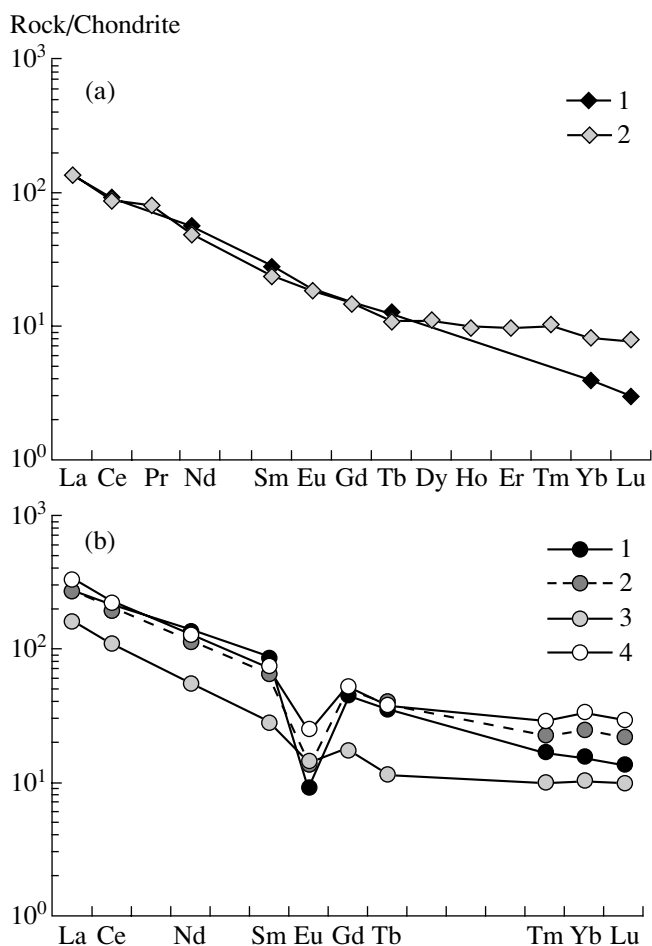 Rock/Chondrite
10³
(a)
1
2
10²
10¹
10⁰
La Ce Pr Nd Sm Eu Gd Tb Dy Ho Er Tm Yb Lu
10³
(b)
1
2
3
4
10²
10¹
10⁰
La Ce Nd Sm Eu Gd Tb Tm Yb Lu